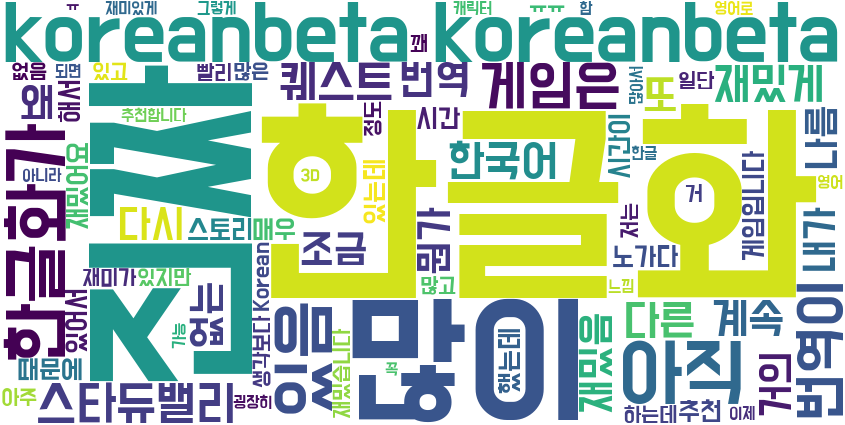 ㅠ 재미있게 그렇게 캐릭터 ㅠㅠ 함 영어로
koreanbeta 꽤 koreanbeta
없음 되면 있고 빨리 많은 퀘스트 번역 게임은 많아서 또 일단 재밌게
왜 해서 진짜 추천합니다 한글화 정도 시간 한국어 시간이 한글 나름
한글화가 아니라 재밌어요 3D 있는데 거 게임입니다 영어
다시 스토리 매우 조금 뭔가 저는 노가다 내가
재미가 있지만 없는 Korean 많고 느낌
있어서 가능 생각보다 있음 많이 했는데 재밌음 다른 계속 번역이
때문에 재밌습니다 꼭 아직 거의
아주 스타듀밸리 굉장히 하는데 추천 이제